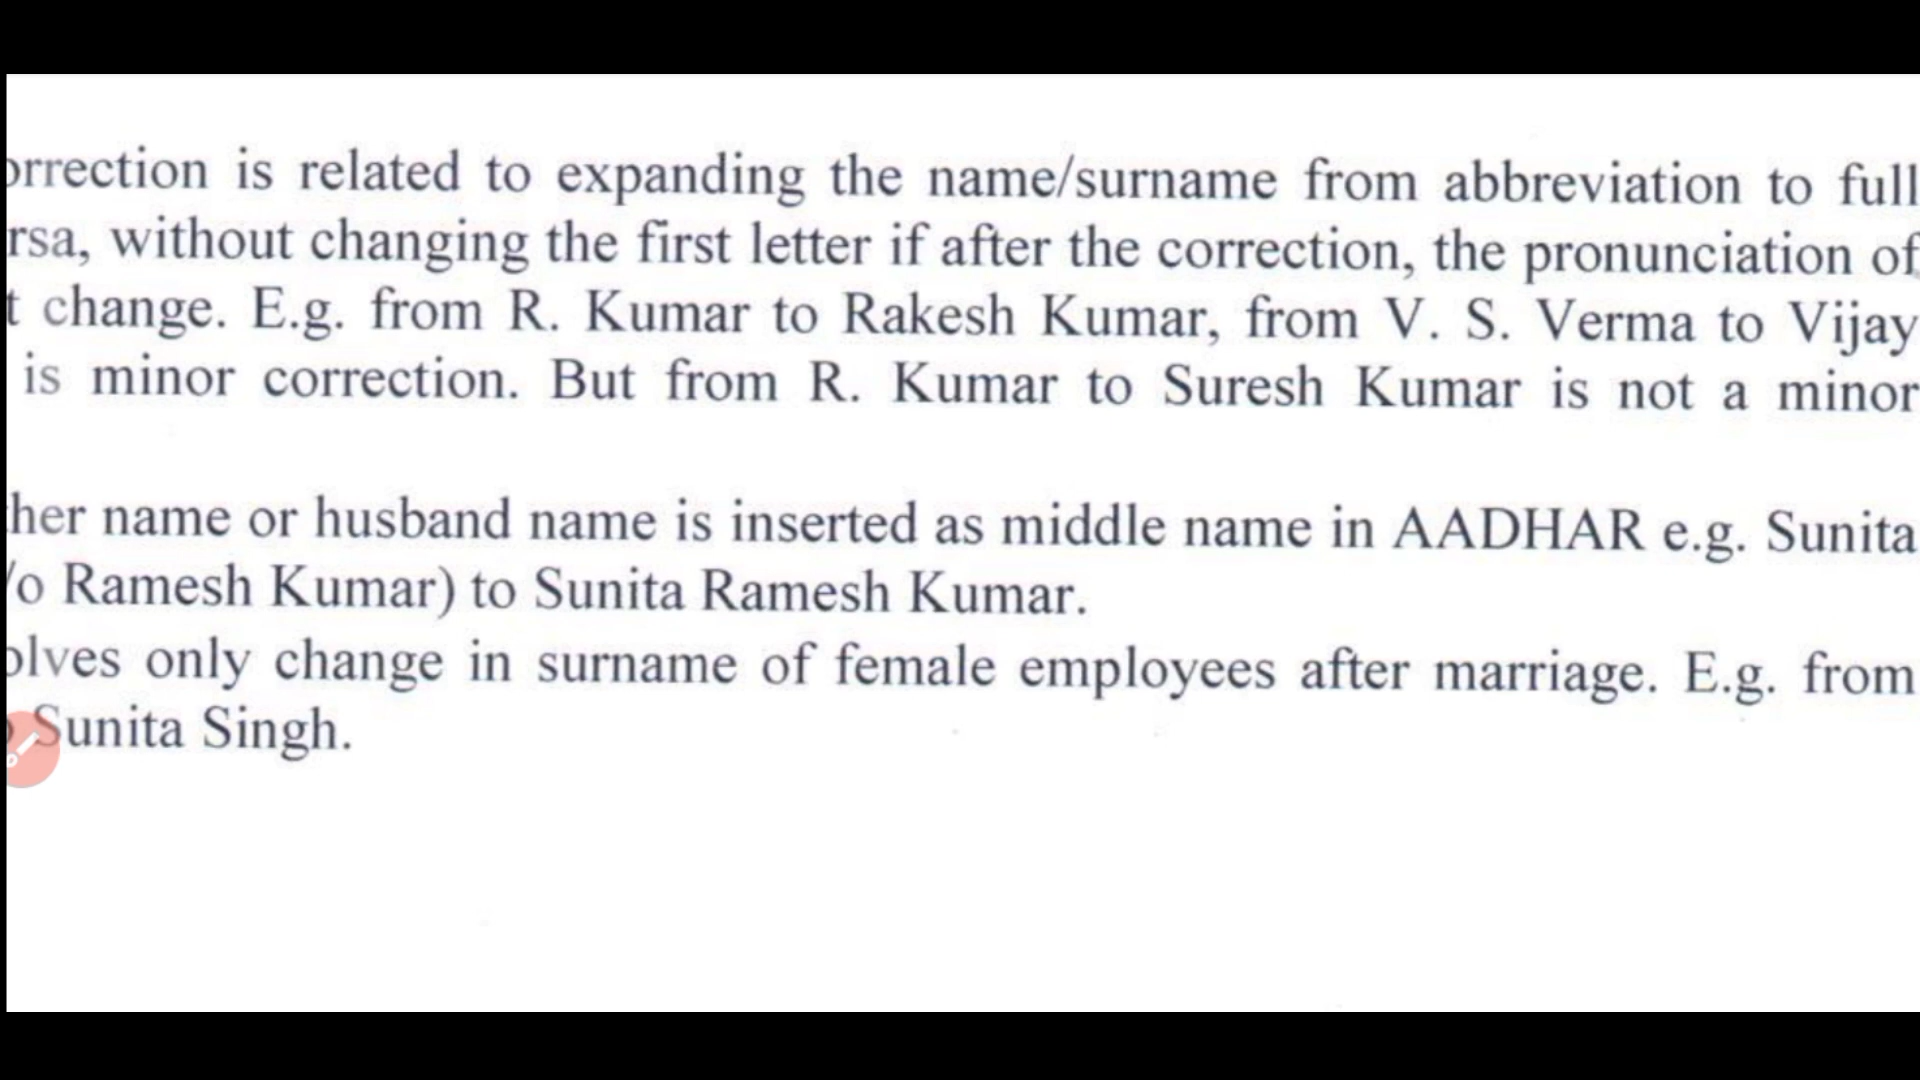 orrection is related to expanding the name/surname from abbreviation to full
rsa, without changing the first letter if after the correction, the pronunciation of
t change. E.g. from R. Kumar to Rakesh Kumar, from V. S. Verma to Vijay
is minor correction. But from R. Kumar to Suresh Kumar is not a minor
her name or husband name is inserted as middle name in AADHAR e.g. Sunita
/o Ramesh Kumar) to Sunita Ramesh Kumar.
olves only change in surname of female employees after marriage. E.g. from
Sunita Singh.